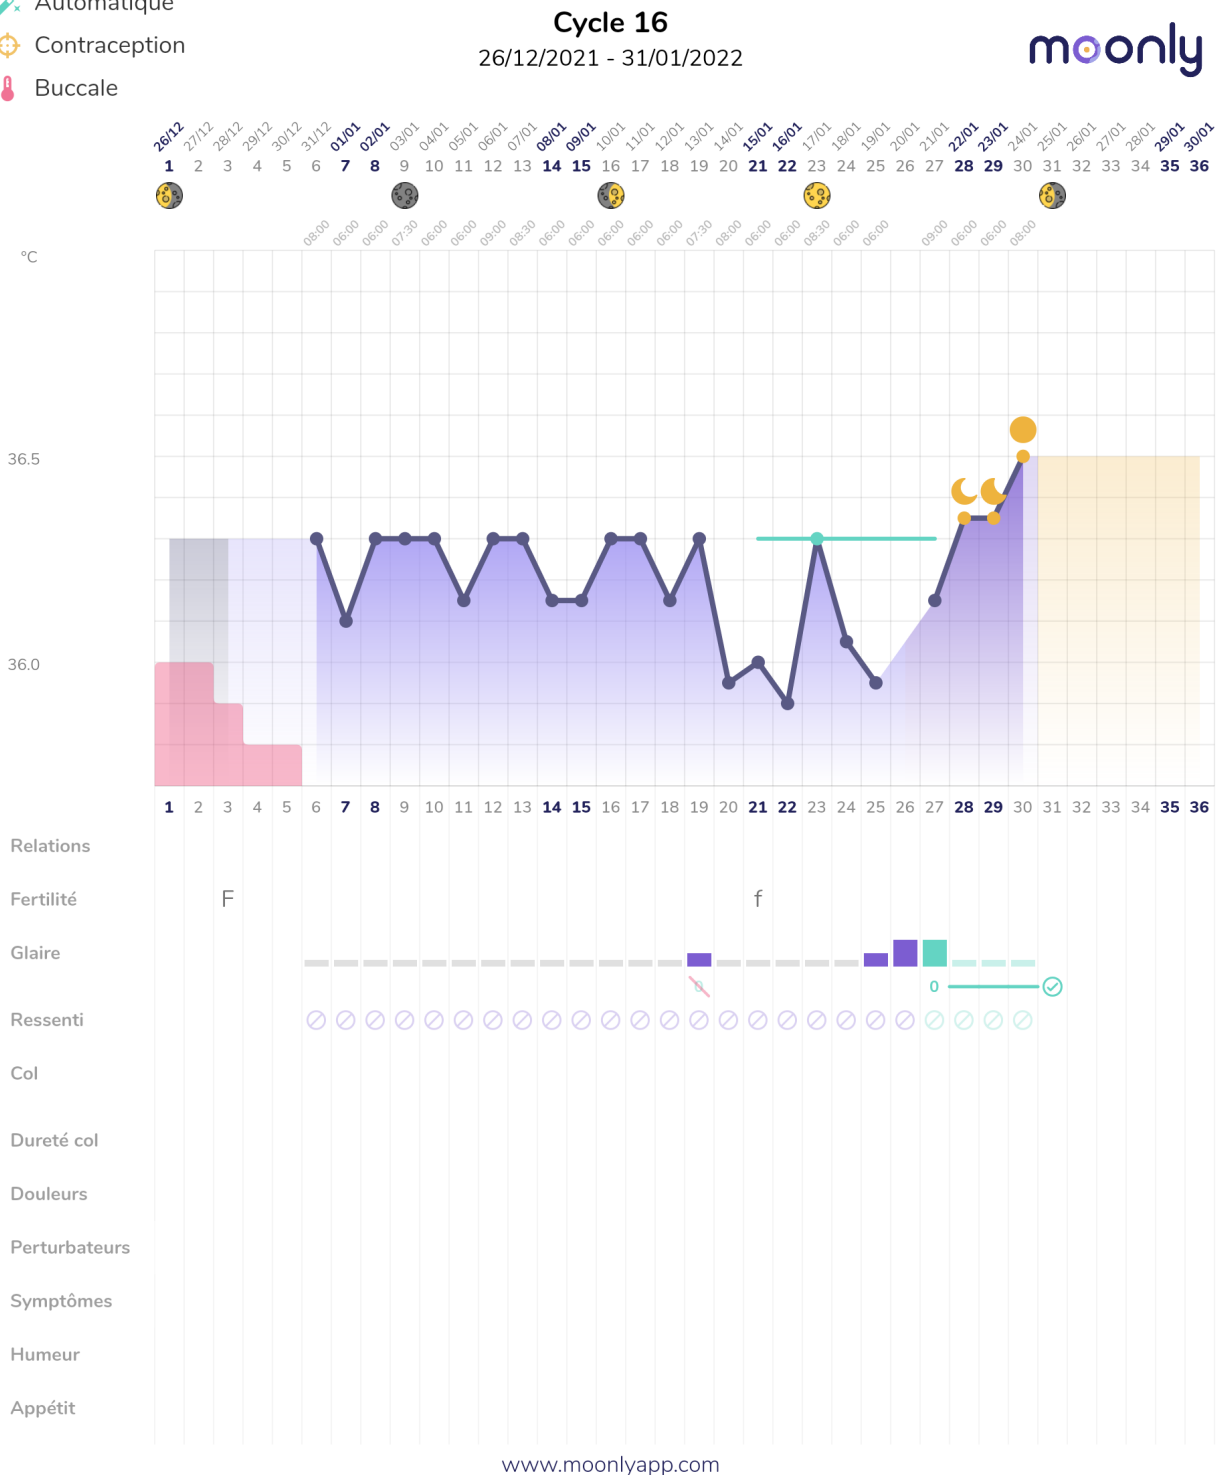 Automatique
Contraception
Buccale
Cycle 16
26/12/2021 - 31/01/2022
moonly
26/12 27/12 28/12 29/12 30/12 31/12 01/01 02/01 03/01 04/01 05/01 06/01 07/01 08/01 09/01 10/01 11/01 12/01 13/01 14/01 15/01 16/01 17/01 18/01 19/01 20/01 21/01 22/01 23/01 24/01 25/01 26/01 27/01 28/01 29/01 30/01
1 2 3 4 5 6 7 8 9 10 11 12 13 14 15 16 17 18 19 20 21 22 23 24 25 26 27 28 29 30 31 32 33 34 35 36
08:00 06:00 06:00 07:30 06:00 06:00 09:00 08:30 06:00 06:00 06:00 06:00 06:00 07:30 08:00 06:00 06:00 08:30 06:00 06:00 09:00 06:00 06:00 08:00
°C
36.5
36.0
1 2 3 4 5 6 7 8 9 10 11 12 13 14 15 16 17 18 19 20 21 22 23 24 25 26 27 28 29 30 31 32 33 34 35 36
Relations
Fertilité F f
Glaire
0 0
Ressenti
Col
Dureté col
Douleurs
Perturbateurs
Symptômes
Humeur
Appétit
www.moonlyapp.com